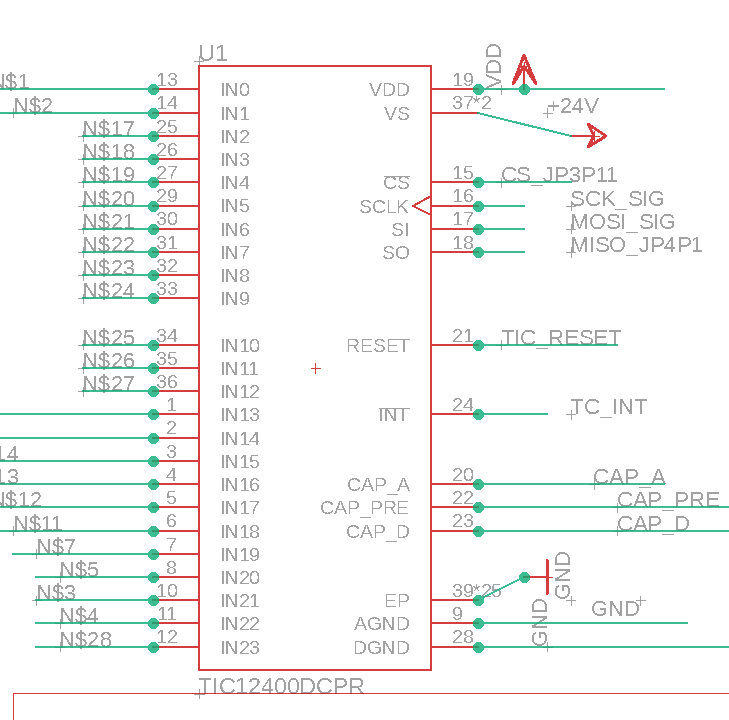 U1
N$1 13 IN0 VDD 19 VDD
N$2 14 IN1 VS 37*2 +24V
N$17 25 IN2
N$18 26 IN3
N$19 27 IN4 CS 15 CS_JP3P11
N$20 29 IN5 SCLK 16 SCK_SIG
N$21 30 IN6 SI 17 MOSI_SIG
N$22 31 IN7 SO 18 MISO_JP4P1
N$23 32 IN8
N$24 33 IN9
N$25 34 IN10 RESET 21 TIC_RESET
N$26 35 IN11
N$27 36 IN12
1 IN13 INT 24 TC_INT
2 IN14
14 3 IN15
13 4 IN16 CAP_A 20 CAP_A
N$12 5 IN17 CAP_PRE 22 CAP_PRE
N$11 6 IN18 CAP_D 23 CAP_D
N$7 7 IN19
N$5 8 IN20 GND
N$3 10 IN21 EP 39*25
N$4 11 IN22 AGND 9 GND
N$28 12 IN23 DGND 28 GND
TIC12400DCPR